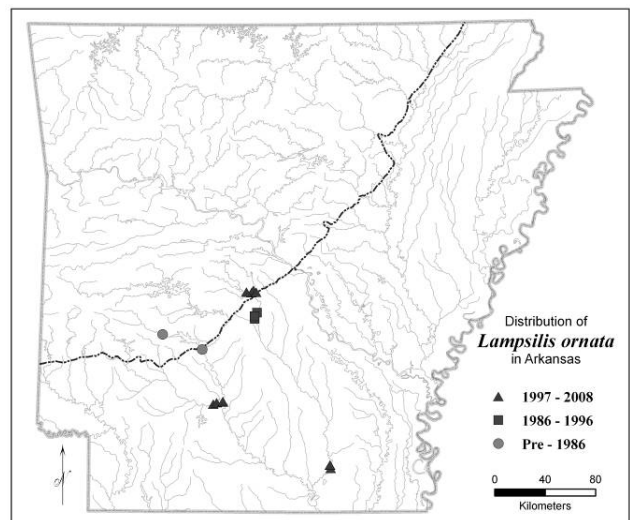 Distribution of
Lampsilis ornata
in Arkansas
1997 - 2008
1986 - 1996
Pre - 1986
N
0 40 80
Kilometers